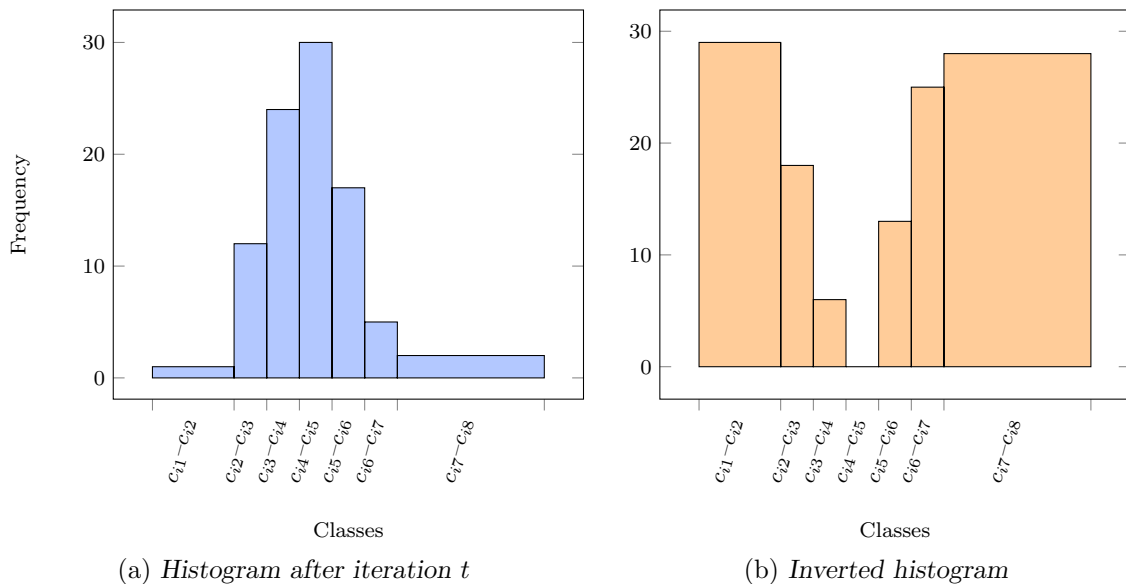 Frequency
30
20
10
0
c_{i1}–c_{i2}
c_{i2}–c_{i3}
c_{i3}–c_{i4}
c_{i4}–c_{i5}
c_{i5}–c_{i6}
c_{i6}–c_{i7}
c_{i7}–c_{i8}
Classes
(a) Histogram after iteration t
30
20
10
0
c_{i1}–c_{i2}
c_{i2}–c_{i3}
c_{i3}–c_{i4}
c_{i4}–c_{i5}
c_{i5}–c_{i6}
c_{i6}–c_{i7}
c_{i7}–c_{i8}
Classes
(b) Inverted histogram